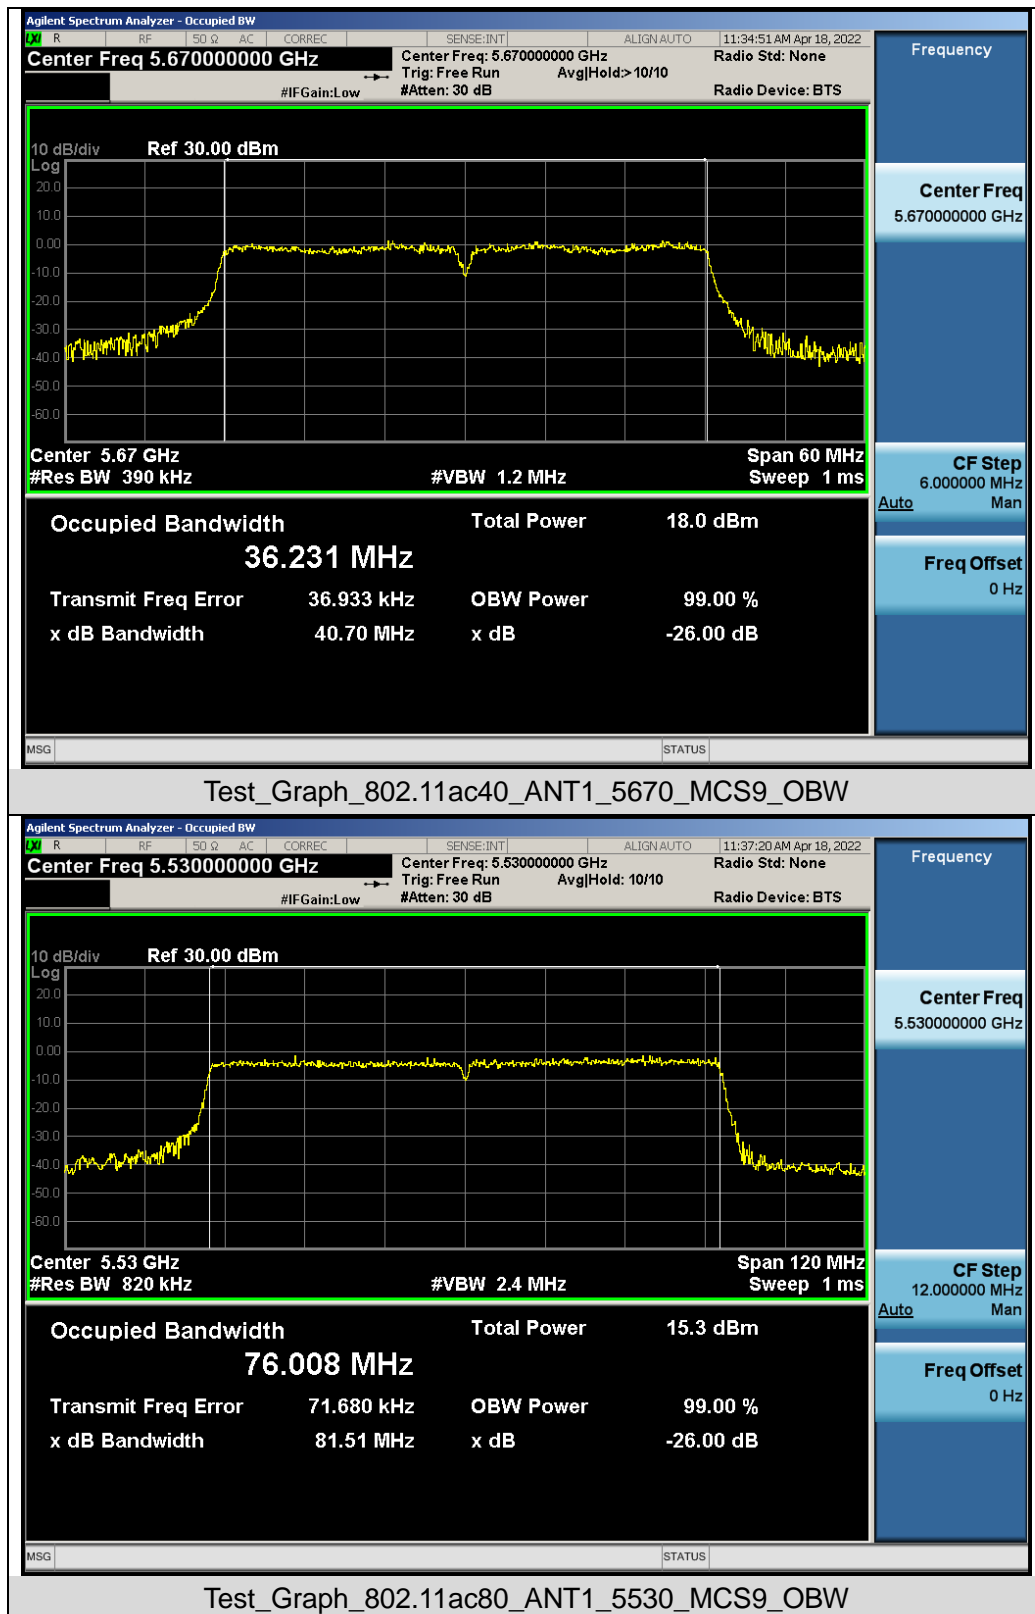 Agilent Spectrum Analyzer - Occupied BW
LXI R RF 50 Ω AC CORREC SENSE:INT ALIGN AUTO 11:34:51 AM Apr 18, 2022
Center Freq 5.670000000 GHz
Center Freq: 5.670000000 GHz
Radio Std: None
Trig: Free Run Avg|Hold:> 10/10
#IFGain:Low #Atten: 30 dB Radio Device: BTS
Frequency
10 dB/div Ref 30.00 dBm
Log
20.0
10.0
0.00
-10.0
-20.0
-30.0
-40.0
-50.0
-60.0
Center 5.67 GHz Span 60 MHz
#Res BW 390 kHz #VBW 1.2 MHz Sweep 1 ms
Center Freq
5.670000000 GHz
CF Step
6.000000 MHz
Auto Man
Freq Offset
0 Hz
Occupied Bandwidth Total Power 18.0 dBm
36.231 MHz
Transmit Freq Error 36.933 kHz OBW Power 99.00 %
x dB Bandwidth 40.70 MHz x dB -26.00 dB
MSG STATUS
Test_Graph_802.11ac40_ANT1_5670_MCS9_OBW
Agilent Spectrum Analyzer - Occupied BW
LXI R RF 50 Ω AC CORREC SENSE:INT ALIGN AUTO 11:37:20 AM Apr 18, 2022
Center Freq 5.530000000 GHz
Center Freq: 5.530000000 GHz
Radio Std: None
Trig: Free Run Avg|Hold: 10/10
#IFGain:Low #Atten: 30 dB Radio Device: BTS
Frequency
10 dB/div Ref 30.00 dBm
Log
20.0
10.0
0.00
-10.0
-20.0
-30.0
-40.0
-50.0
-60.0
Center 5.53 GHz Span 120 MHz
#Res BW 820 kHz #VBW 2.4 MHz Sweep 1 ms
Center Freq
5.530000000 GHz
CF Step
12.000000 MHz
Auto Man
Freq Offset
0 Hz
Occupied Bandwidth Total Power 15.3 dBm
76.008 MHz
Transmit Freq Error 71.680 kHz OBW Power 99.00 %
x dB Bandwidth 81.51 MHz x dB -26.00 dB
MSG STATUS
Test_Graph_802.11ac80_ANT1_5530_MCS9_OBW